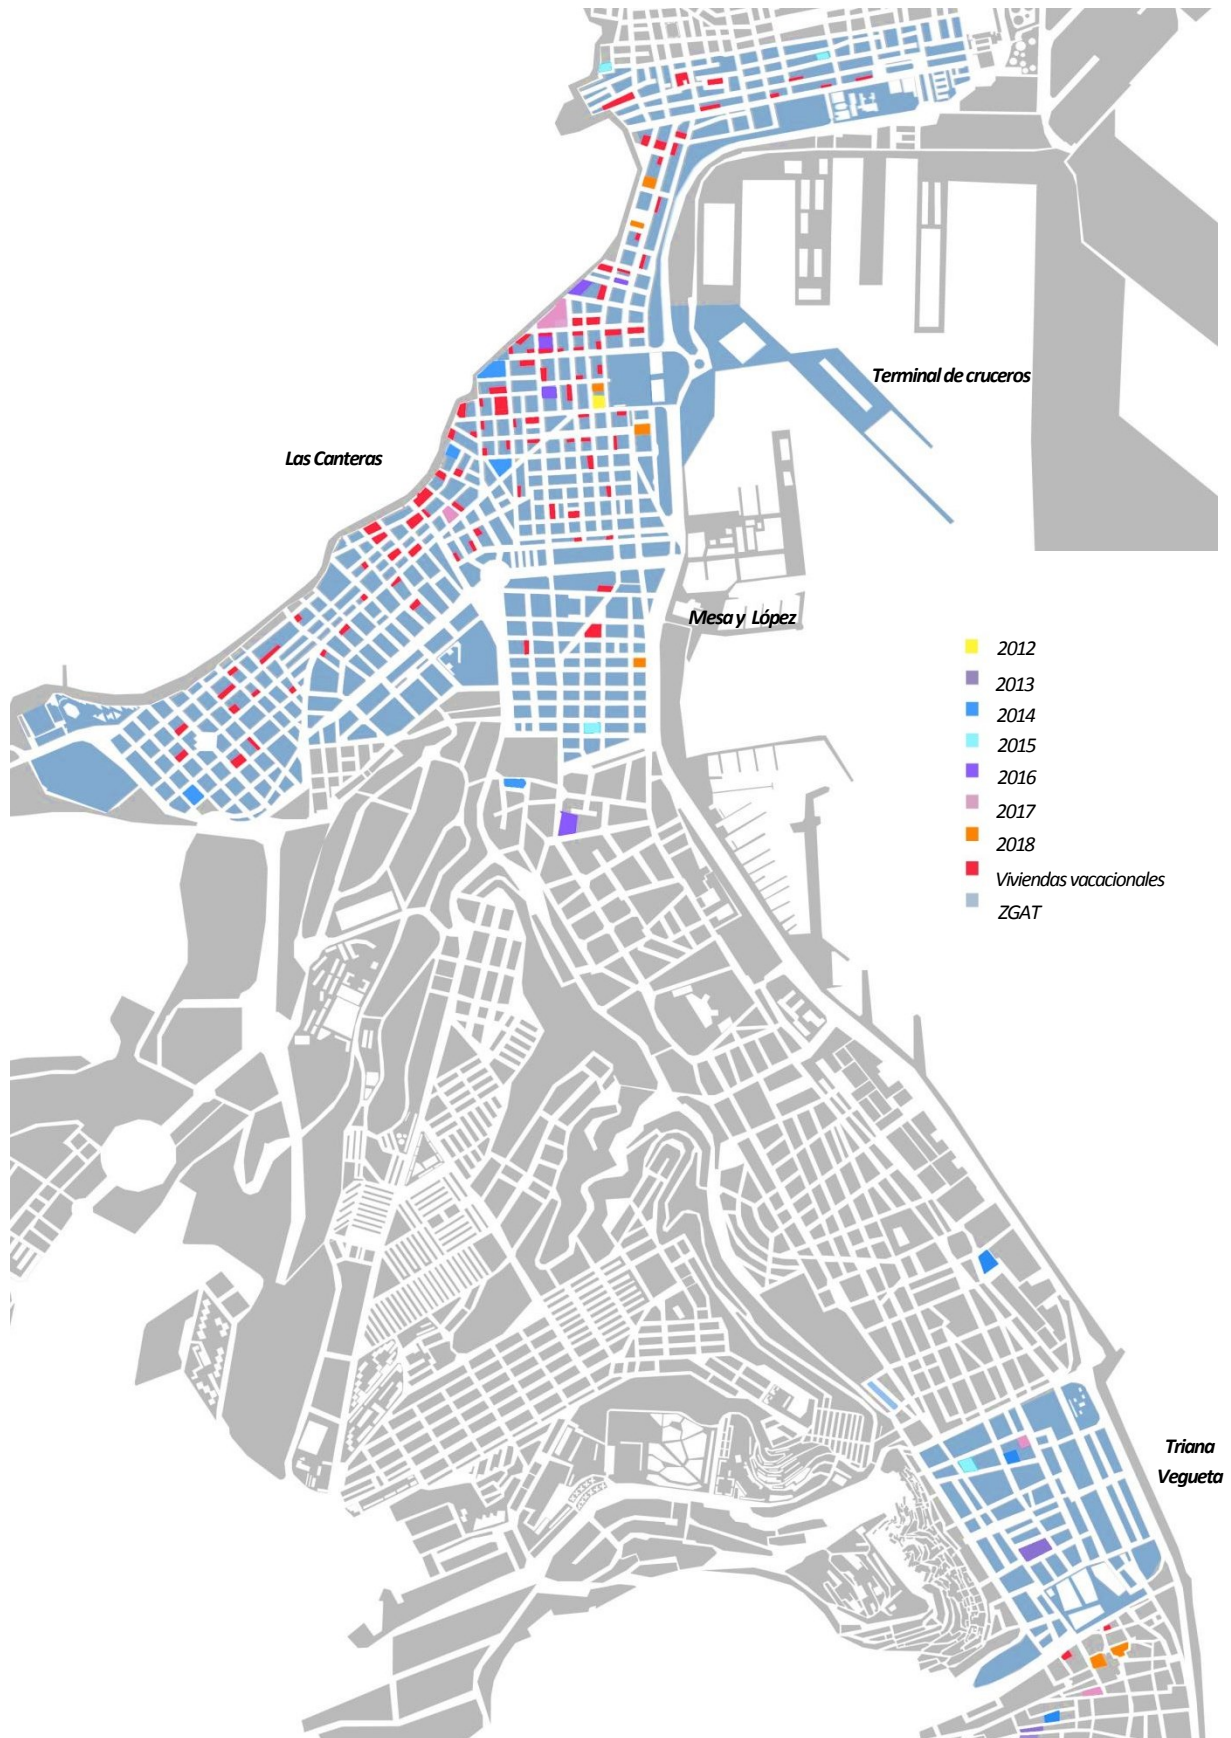 Terminal de cruceros
Las Canteras
Mesa y López
2012
2013
2014
2015
2016
2017
2018
Viviendas vacacionales
ZGAT
Triana
Vegueta